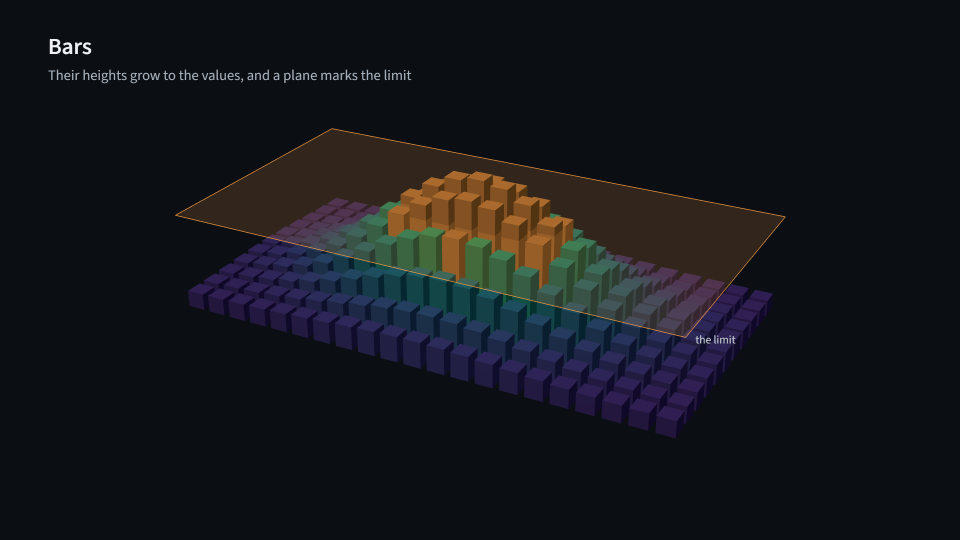 Bars
Their heights grow to the values, and a plane marks the limit
the limit